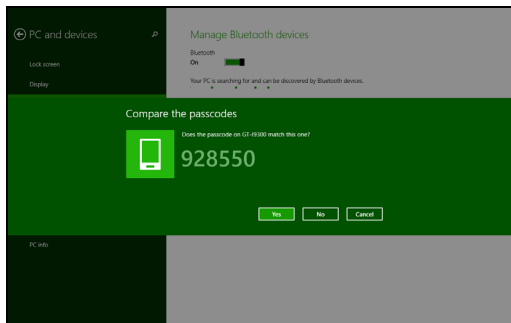 PC and devices
Lock screen
Display
Manage Bluetooth devices
Bluetooth
On
Your PC is searching for and can be discovered by Bluetooth devices.
Compare the passcodes
Does the passcode on GT-I9300 match this one?
928550
Yes No Cancel
PC info